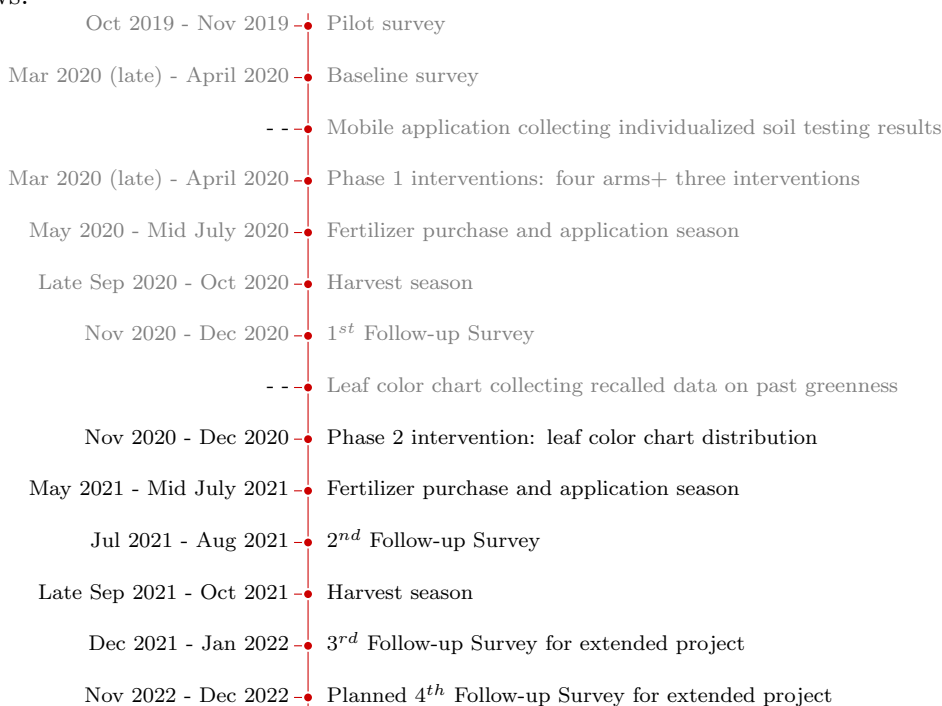 ws:
Oct 2019 - Nov 2019 Pilot survey
Mar 2020 (late) - April 2020 Baseline survey
- - - Mobile application collecting individualized soil testing results
Mar 2020 (late) - April 2020 Phase 1 interventions: four arms+ three interventions
May 2020 - Mid July 2020 Fertilizer purchase and application season
Late Sep 2020 - Oct 2020 Harvest season
Nov 2020 - Dec 2020 1st Follow-up Survey
- - - Leaf color chart collecting recalled data on past greenness
Nov 2020 - Dec 2020 Phase 2 intervention: leaf color chart distribution
May 2021 - Mid July 2021 Fertilizer purchase and application season
Jul 2021 - Aug 2021 2nd Follow-up Survey
Late Sep 2021 - Oct 2021 Harvest season
Dec 2021 - Jan 2022 3rd Follow-up Survey for extended project
Nov 2022 - Dec 2022 Planned 4th Follow-up Survey for extended project